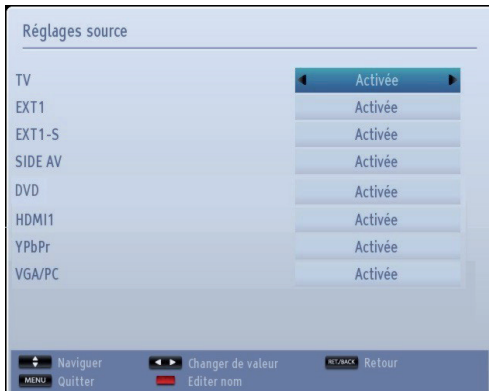 Réglages source
TV Activée
EXT1 Activée
EXT1-S Activée
SIDE AV Activée
DVD Activée
HDMI1 Activée
YPbPr Activée
VGA/PC Activée
Naviguer Changer de valeur RET/BACK Retour
MENU Quitter Editer nom